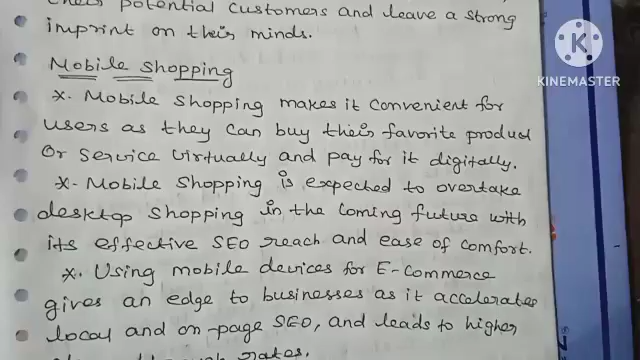 their potential customers and leave a strong
imprint on their minds.
Mobile Shopping
*. Mobile Shopping makes it convenient for
users as they can buy their favorite product
Or Service virtually and pay for it digitally.
*. Mobile Shopping is expected to overtake
desktop Shopping in the coming future with
its effective SEO reach and ease of comfort.
*. Using mobile devices for E-Commerce
gives an edge to businesses as it accelerates
local and on-page SEO, and leads to higher
through rates.
K
KINEMASTER